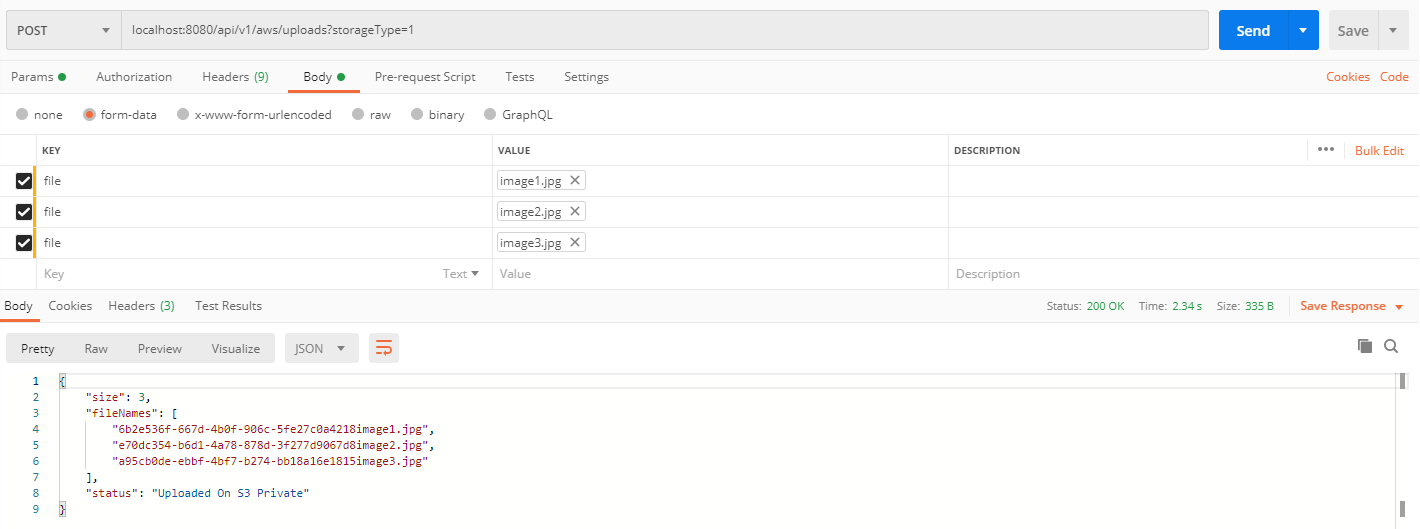 POST localhost:8080/api/v1/aws/uploads?storageType=1 Send Save
Params Authorization Headers (9) Body Pre-request Script Tests Settings Cookies Code
none form-data x-www-form-urlencoded raw binary GraphQL
KEY VALUE DESCRIPTION ••• Bulk Edit
file image1.jpg ✕
file image2.jpg ✕
file image3.jpg ✕
Key Text Value Description
Body Cookies Headers (3) Test Results Status: 200 OK Time: 2.34 s Size: 335 B Save Response
Pretty Raw Preview Visualize JSON
1 {
2 "size": 3,
3 "fileNames": [
4 "6b2e536f-667d-4b0f-906c-5fe27c0a4218image1.jpg",
5 "e70dc354-b6d1-4a78-878d-3f277d9067d8image2.jpg",
6 "a95cb0de-ebbf-4bf7-b274-bb18a16e1815image3.jpg"
7 ],
8 "status": "Uploaded On S3 Private"
9 }